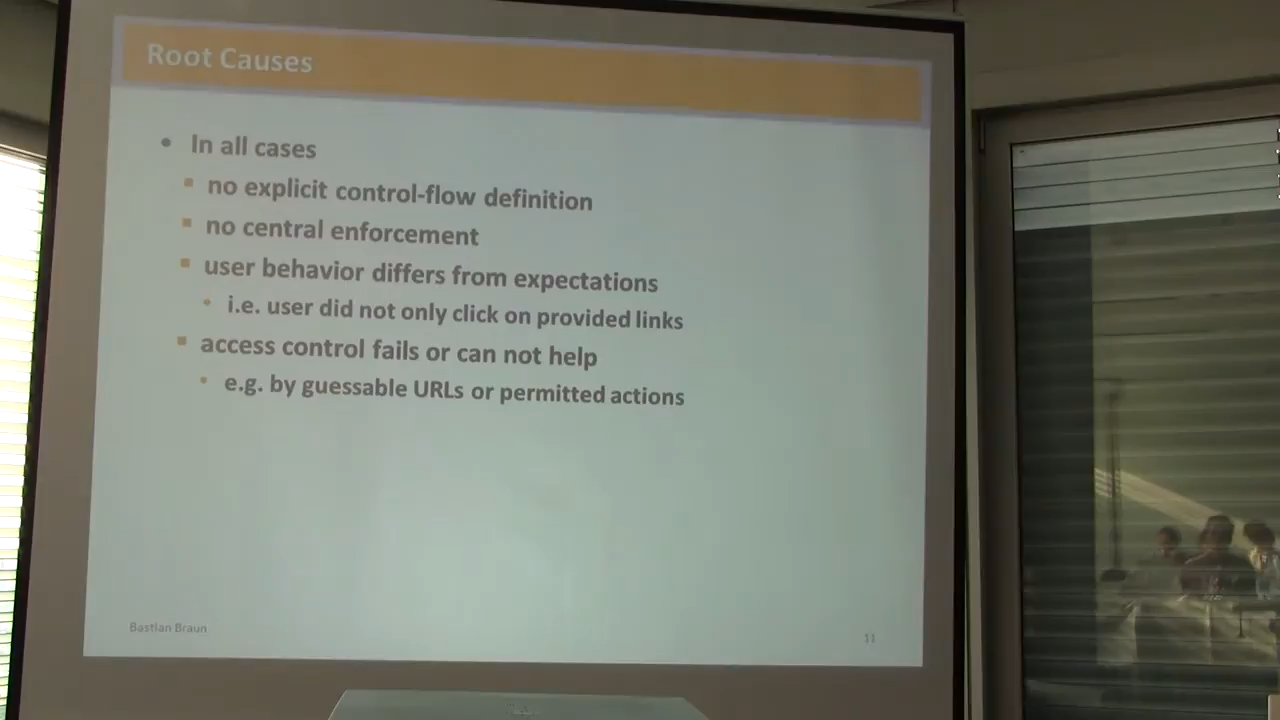 Root Causes
• In all cases
▪ no explicit control-flow definition
▪ no central enforcement
▪ user behavior differs from expectations
• i.e. user did not only click on provided links
▪ access control fails or can not help
• e.g. by guessable URLs or permitted actions
Bastian Braun
11